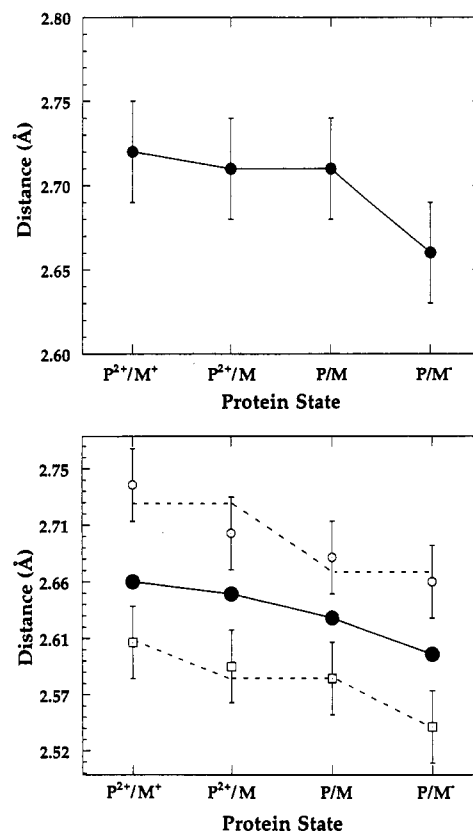 2.80
2.75
2.70
2.65
2.60
Distance (Å)
P²⁺/M⁺ P²⁺/M P/M P/M⁻
Protein State
2.75
2.71
2.66
2.61
2.57
2.52
Distance (Å)
P²⁺/M⁺ P²⁺/M P/M P/M⁻
Protein State